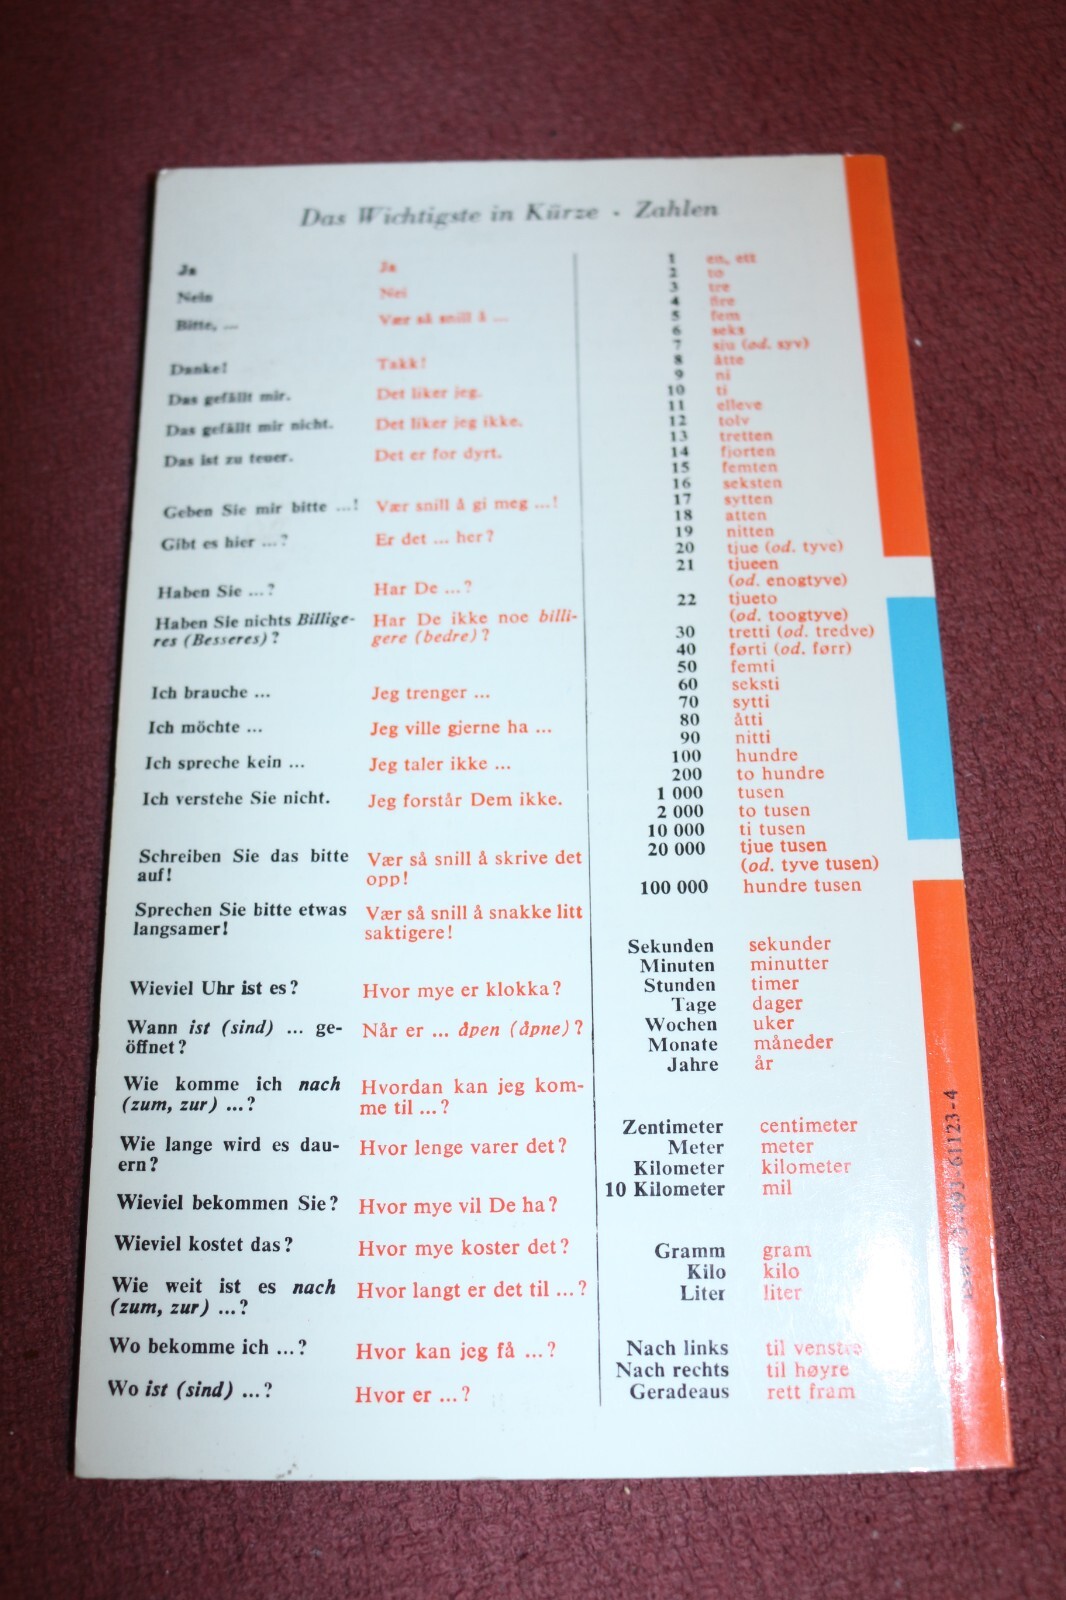 Das Wichtigste in Kürze · Zahlen
Ja Ja
Nein Nei
Bitte, ... Vær så snill å ...
Danke! Takk!
Das gefällt mir. Det liker jeg.
Das gefällt mir nicht. Det liker jeg ikke.
Das ist zu teuer. Det er for dyrt.
Geben Sie mir bitte ...! Vær snill å gi meg ...!
Gibt es hier ...? Er det ... her?
Haben Sie ...? Har De ...?
Haben Sie nichts Billige- Har De ikke noe billi-
res (Besseres)? gere (bedre)?
Ich brauche ... Jeg trenger ...
Ich möchte ... Jeg ville gjerne ha ...
Ich spreche kein ... Jeg taler ikke ...
Ich verstehe Sie nicht. Jeg forstår Dem ikke.
Schreiben Sie das bitte Vær så snill å skrive det
auf! opp!
Sprechen Sie bitte etwas Vær så snill å snakke litt
langsamer! saktigere!
Wieviel Uhr ist es? Hvor mye er klokka?
Wann ist (sind) ... ge- Når er ... åpen (åpne)?
öffnet?
Wie komme ich nach Hvordan kan jeg kom-
(zum, zur) ...? me til ...?
Wie lange wird es dau- Hvor lenge varer det?
ern?
Wieviel bekommen Sie? Hvor mye vil De ha?
Wieviel kostet das? Hvor mye koster det?
Wie weit ist es nach Hvor langt er det til ...?
(zum, zur) ...?
Wo bekomme ich ...? Hvor kan jeg få ...?
Wo ist (sind) ...? Hvor er ...?
1 en, ett
2 to
3 tre
4 fire
5 fem
6 seks
7 sju (od. syv)
8 åtte
9 ni
10 ti
11 elleve
12 tolv
13 tretten
14 fjorten
15 femten
16 seksten
17 sytten
18 atten
19 nitten
20 tjue (od. tyve)
21 tjueen
(od. enogtyve)
22 tjueto
(od. toogtyve)
30 tretti (od. tredve)
40 førti (od. førr)
50 femti
60 seksti
70 sytti
80 åtti
90 nitti
100 hundre
200 to hundre
1 000 tusen
2 000 to tusen
10 000 ti tusen
20 000 tjue tusen
(od. tyve tusen)
100 000 hundre tusen
Sekunden sekunder
Minuten minutter
Stunden timer
Tage dager
Wochen uker
Monate måneder
Jahre år
Zentimeter centimeter
Meter meter
Kilometer kilometer
10 Kilometer mil
Gramm gram
Kilo kilo
Liter liter
Nach links til venstre
Nach rechts til høyre
Geradeaus rett fram
61123-4